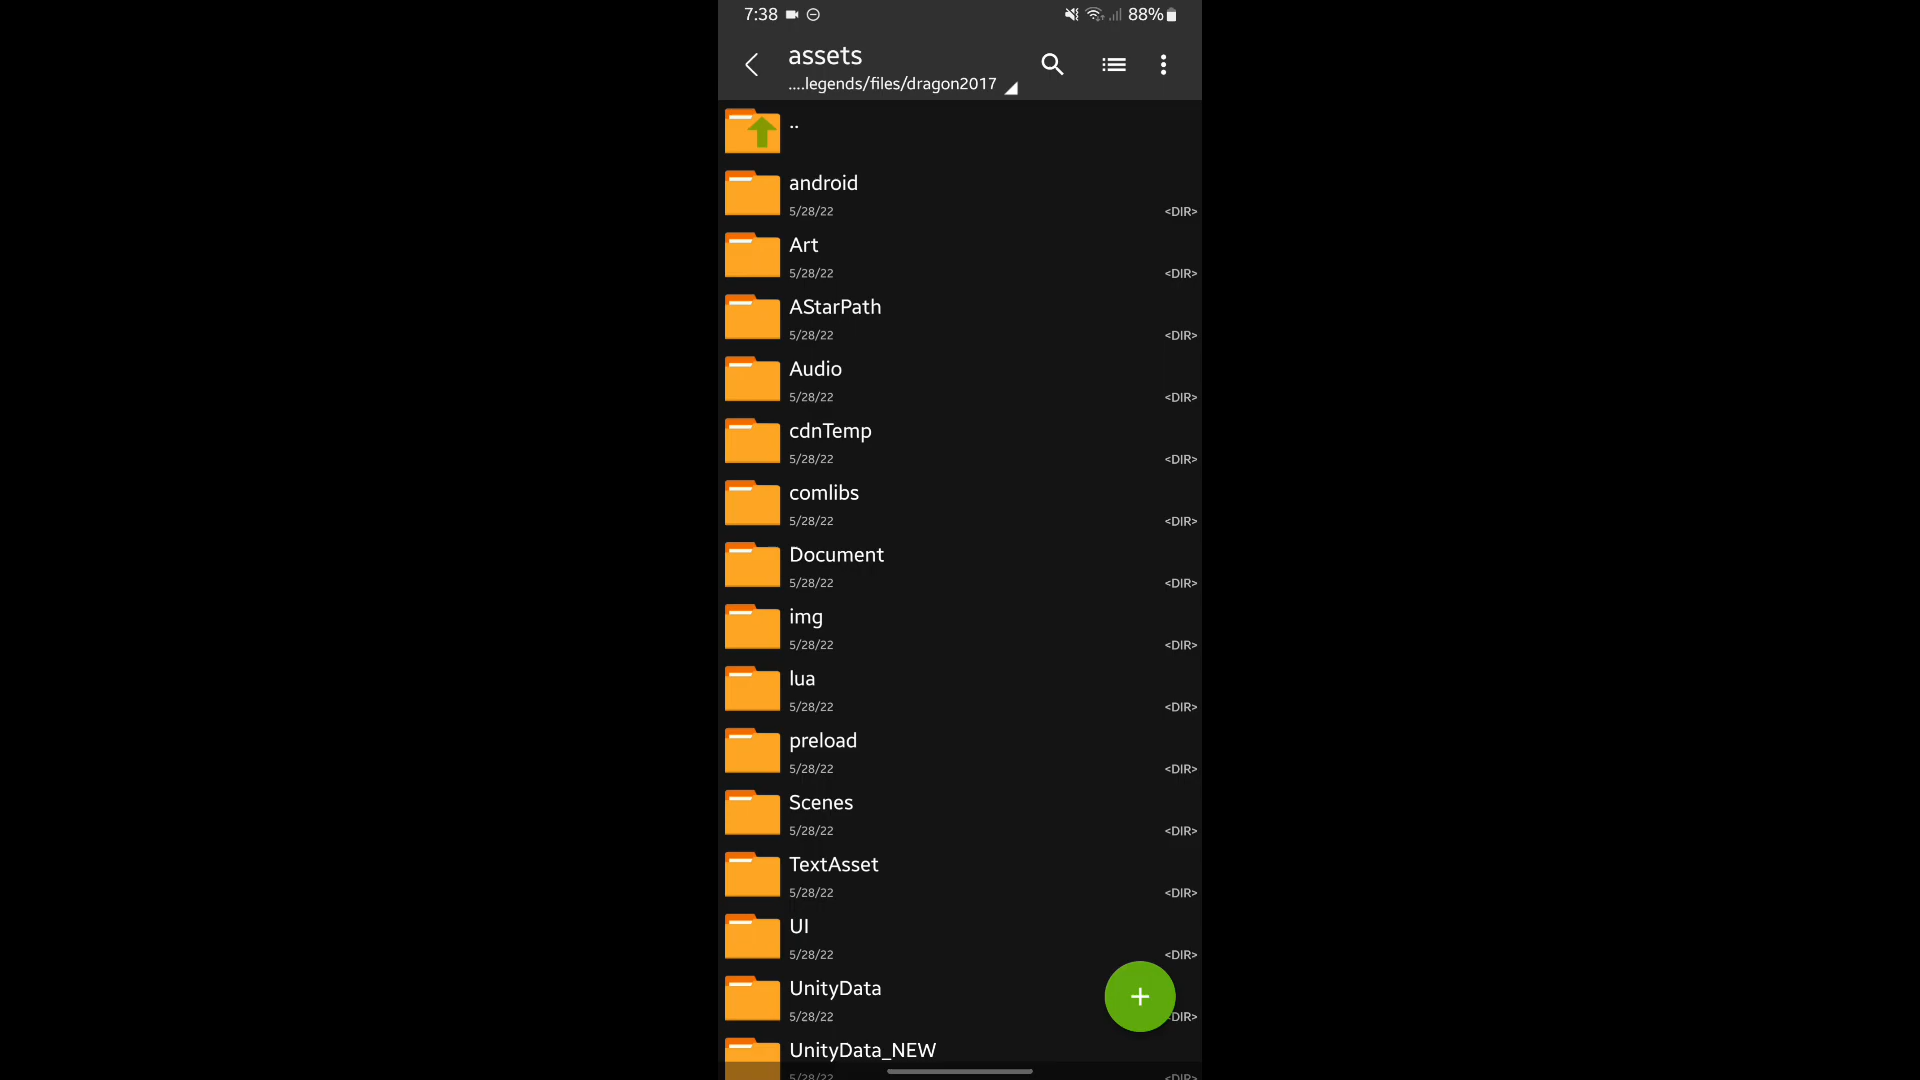 7:38 88%
assets
....legends/files/dragon2017
..
android
5/28/22 <DIR>
Art
5/28/22 <DIR>
AStarPath
5/28/22 <DIR>
Audio
5/28/22 <DIR>
cdnTemp
5/28/22 <DIR>
comlibs
5/28/22 <DIR>
Document
5/28/22 <DIR>
img
5/28/22 <DIR>
lua
5/28/22 <DIR>
preload
5/28/22 <DIR>
Scenes
5/28/22 <DIR>
TextAsset
5/28/22 <DIR>
UI
5/28/22 <DIR>
UnityData
5/28/22 DIR>
UnityData_NEW
5/28/22 <DIR>